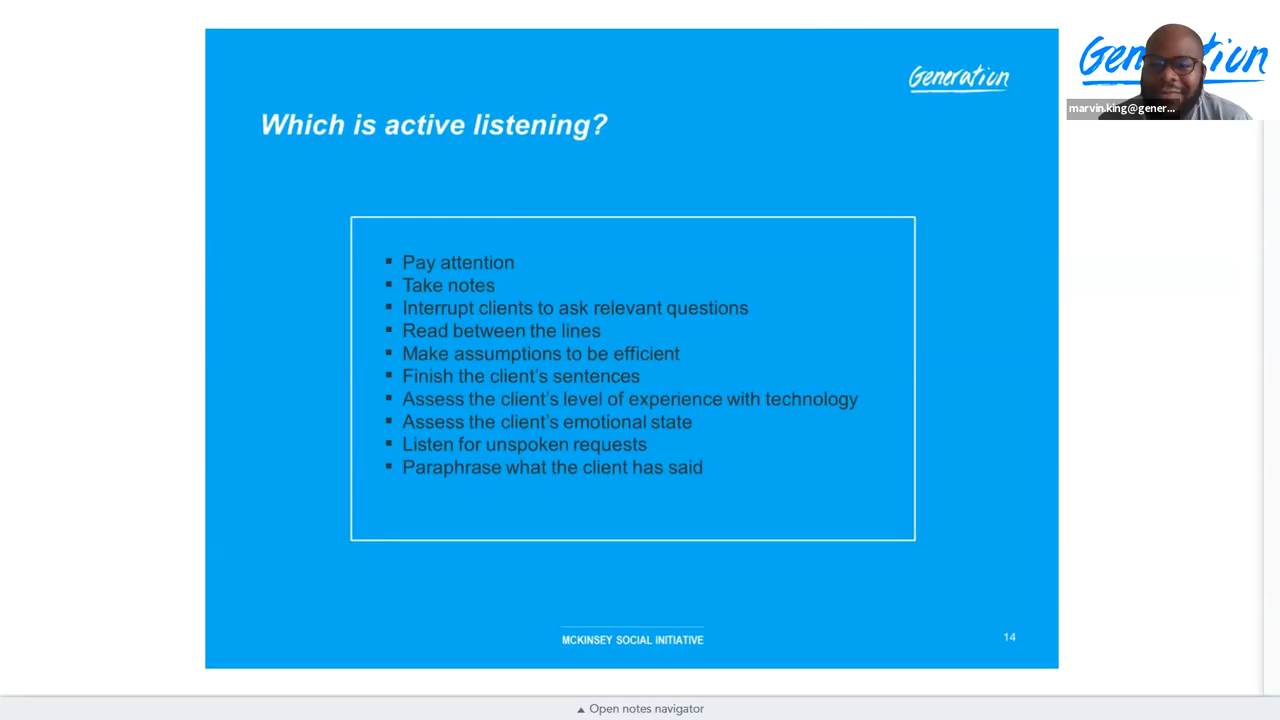 Generation
Which is active listening?
▪ Pay attention
▪ Take notes
▪ Interrupt clients to ask relevant questions
▪ Read between the lines
▪ Make assumptions to be efficient
▪ Finish the client's sentences
▪ Assess the client's level of experience with technology
▪ Assess the client's emotional state
▪ Listen for unspoken requests
▪ Paraphrase what the client has said
MCKINSEY SOCIAL INITIATIVE
14
Gen tion
marvin.king@gener...
▲ Open notes navigator